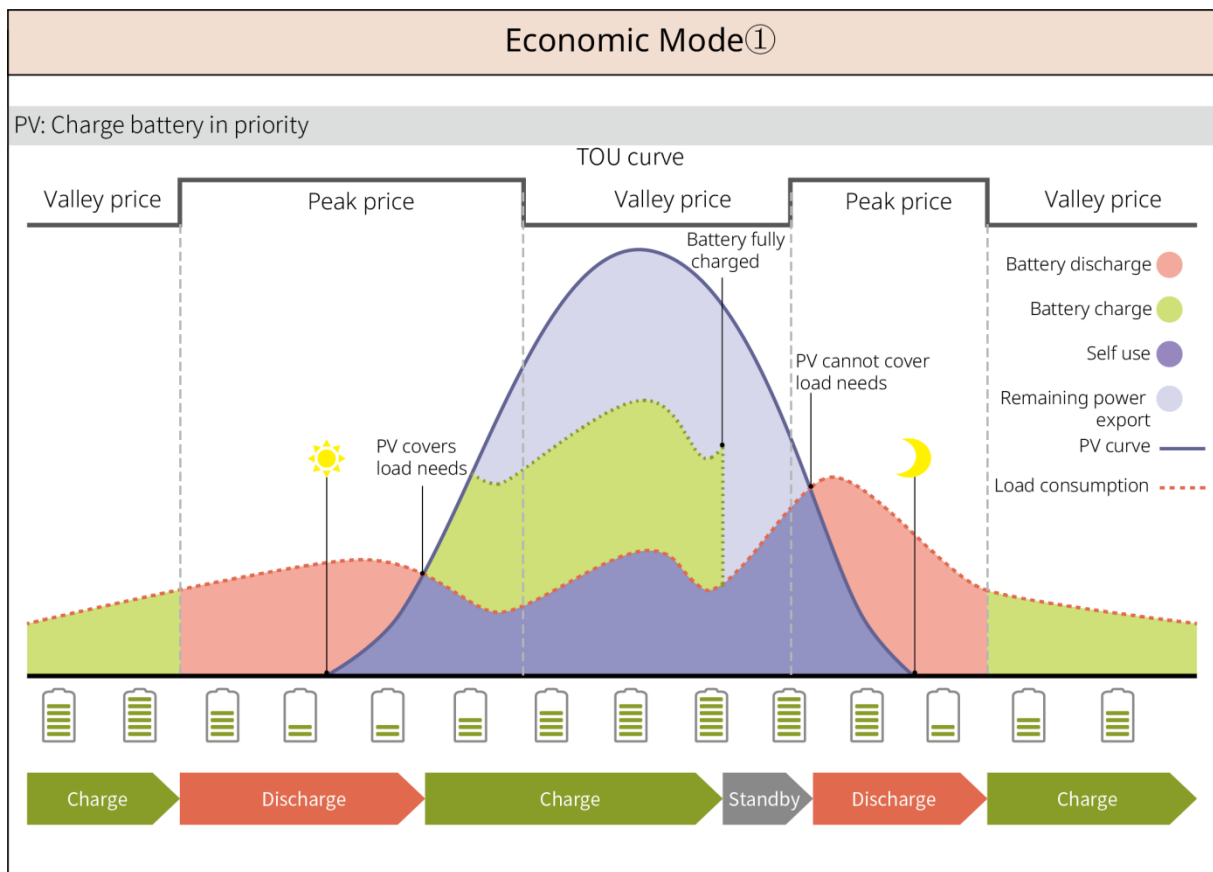 Economic Mode①
PV: Charge battery in priority
TOU curve
Valley price
Peak price
Valley price
Peak price
Valley price
Battery fully
charged
Battery discharge
Battery charge
Self use
Remaining power
export
PV curve
Load consumption
PV cannot cover
load needs
PV covers
load needs
Charge
Discharge
Charge
Standby
Discharge
Charge